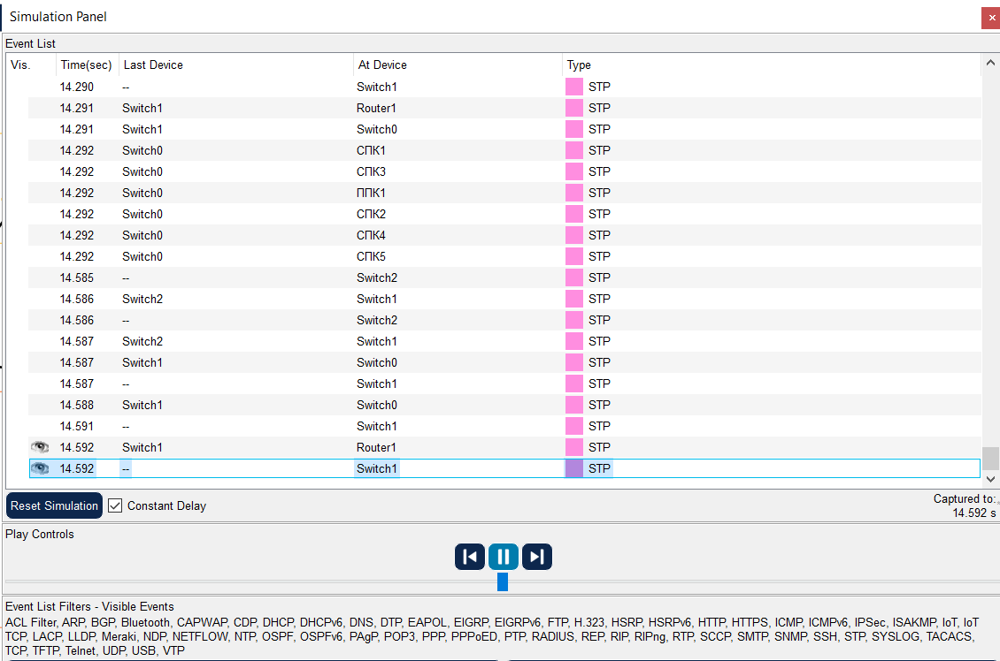 Simulation Panel
Event List
Vis. Time(sec) Last Device At Device Type
14.290 -- Switch1 STP
14.291 Switch1 Router1 STP
14.291 Switch1 Switch0 STP
14.292 Switch0 СПК1 STP
14.292 Switch0 СПК3 STP
14.292 Switch0 ППК1 STP
14.292 Switch0 СПК2 STP
14.292 Switch0 СПК4 STP
14.292 Switch0 СПК5 STP
14.585 -- Switch2 STP
14.586 Switch2 Switch1 STP
14.586 -- Switch2 STP
14.587 Switch2 Switch1 STP
14.587 Switch1 Switch0 STP
14.587 -- Switch1 STP
14.588 Switch1 Switch0 STP
14.591 -- Switch1 STP
14.592 Switch1 Router1 STP
14.592 -- Switch1 STP
Reset Simulation Constant Delay Captured to:
14.592 s
Play Controls
Event List Filters - Visible Events
ACL Filter, ARP, BGP, Bluetooth, CAPWAP, CDP, DHCP, DHCPv6, DNS, DTP, EAPOL, EIGRP, EIGRPv6, FTP, H.323, HSRP, HSRPv6, HTTP, HTTPS, ICMP, ICMPv6, IPSec, ISAKMP, IoT, IoT
TCP, LACP, LLDP, Meraki, NDP, NETFLOW, NTP, OSPF, OSPFv6, PAgP, POP3, PPP, PPPoED, PTP, RADIUS, REP, RIP, RIPng, RTP, SCCP, SMTP, SNMP, SSH, STP, SYSLOG, TACACS,
TCP, TFTP, Telnet, UDP, USB, VTP